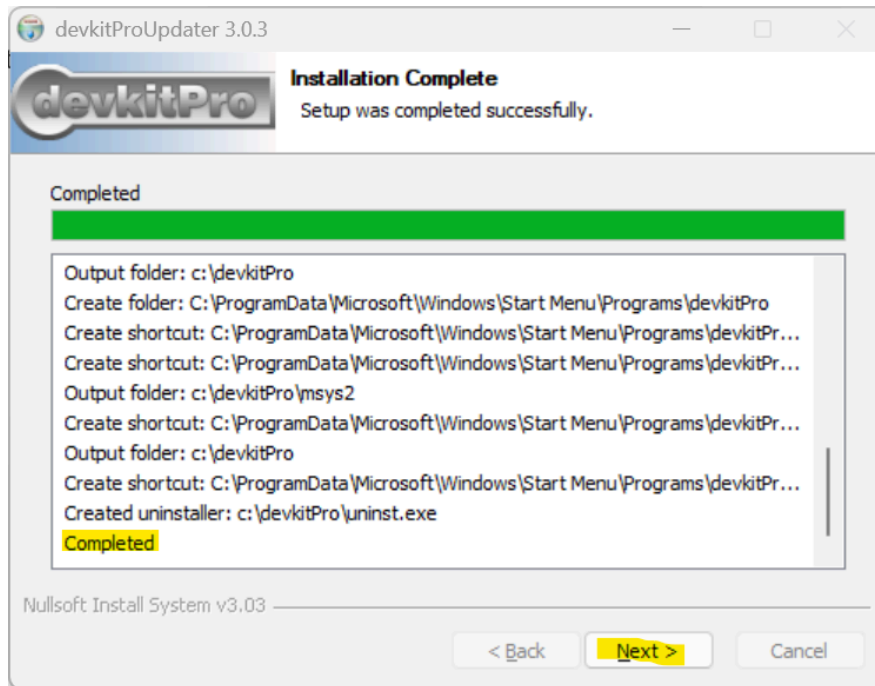 devkitProUpdater 3.0.3
devkitPro
Installation Complete
Setup was completed successfully.
Completed
Output folder: c:\devkitPro
Create folder: C:\ProgramData\Microsoft\Windows\Start Menu\Programs\devkitPro
Create shortcut: C:\ProgramData\Microsoft\Windows\Start Menu\Programs\devkitPr...
Create shortcut: C:\ProgramData\Microsoft\Windows\Start Menu\Programs\devkitPr...
Output folder: c:\devkitPro\msys2
Create shortcut: C:\ProgramData\Microsoft\Windows\Start Menu\Programs\devkitPr...
Output folder: c:\devkitPro
Create shortcut: C:\ProgramData\Microsoft\Windows\Start Menu\Programs\devkitPr...
Created uninstaller: c:\devkitPro\uninst.exe
Completed
Nullsoft Install System v3.03
< Back Next > Cancel